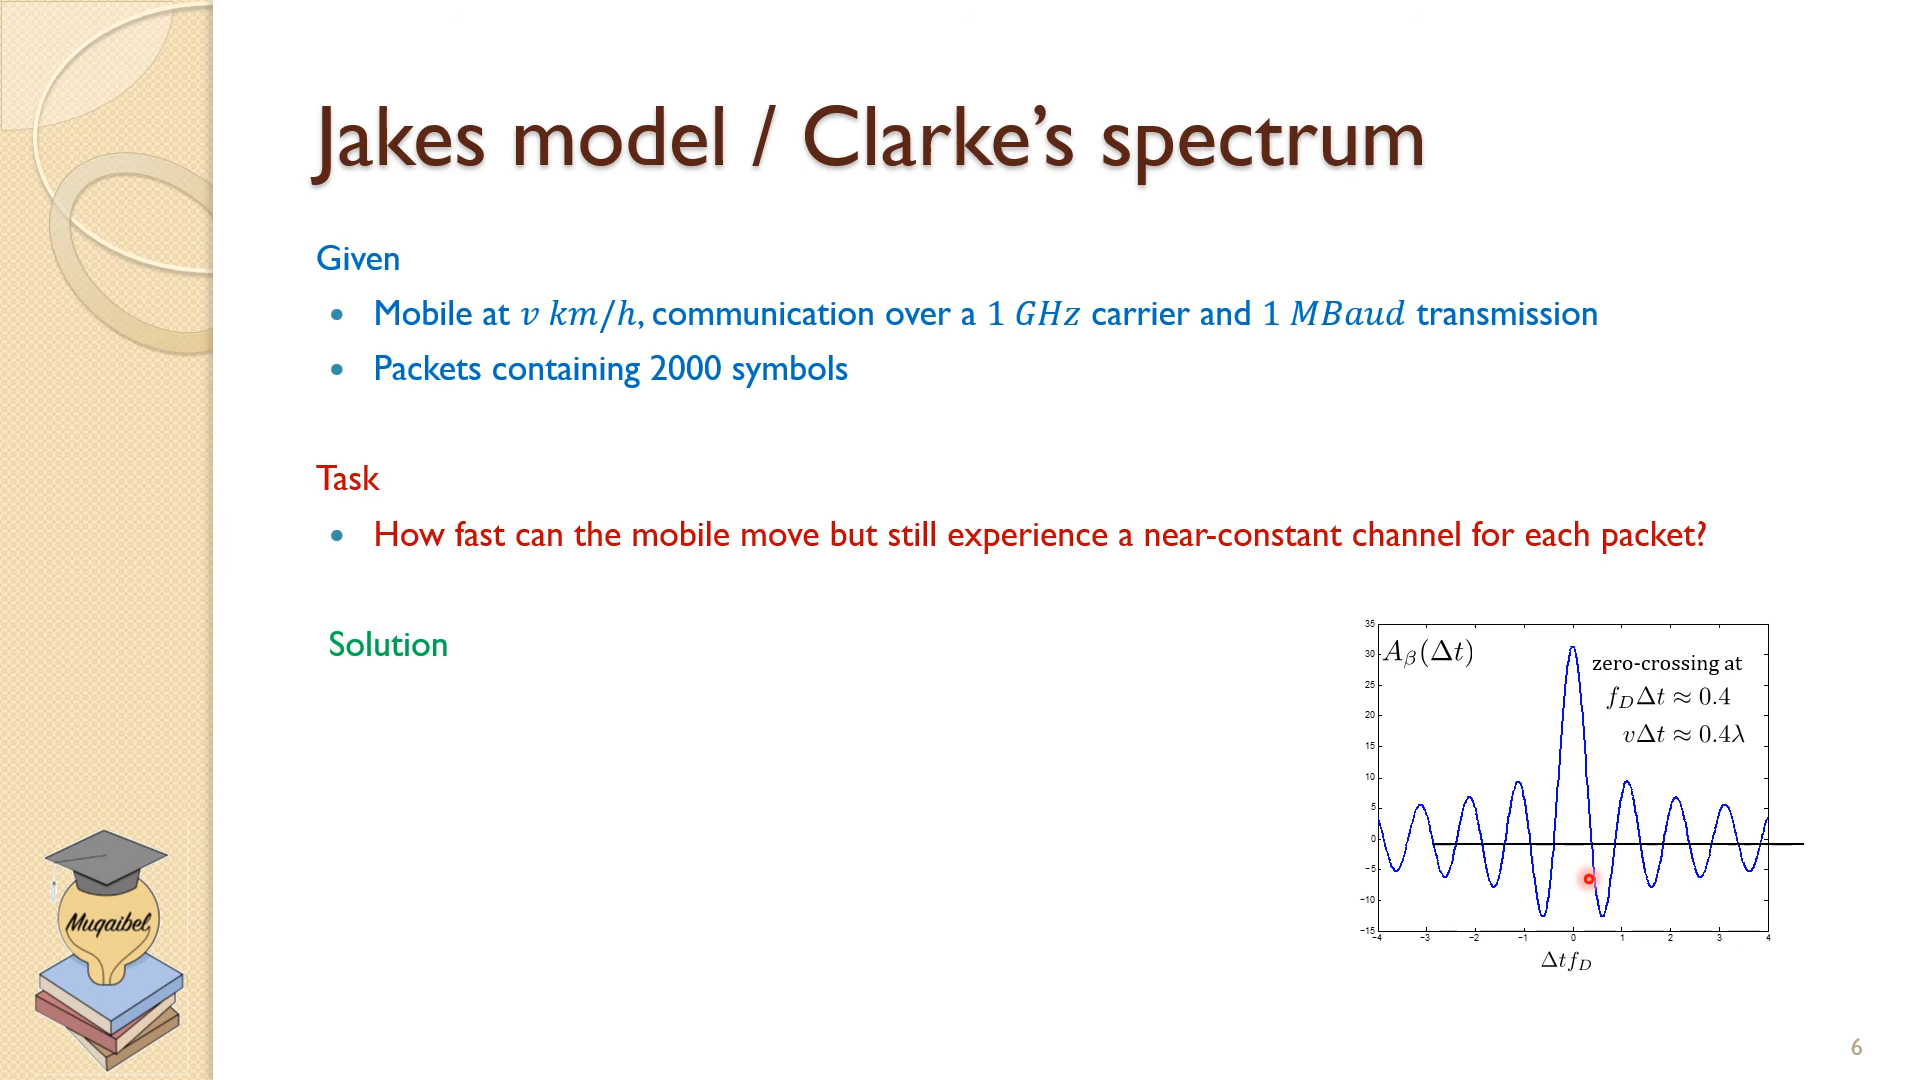 Jakes model / Clarke’s spectrum
Given
• Mobile at v km/h, communication over a 1 GHz carrier and 1 MBaud transmission
• Packets containing 2000 symbols
Task
• How fast can the mobile move but still experience a near-constant channel for each packet?
Solution
A_β(Δt)
zero-crossing at
f_DΔt ≈ 0.4
vΔt ≈ 0.4λ
35
30
25
20
15
10
5
0
−5
−10
−15
−4 −3 −2 −1 0 1 2 3 4
Δtf_D
Muqaibel
6